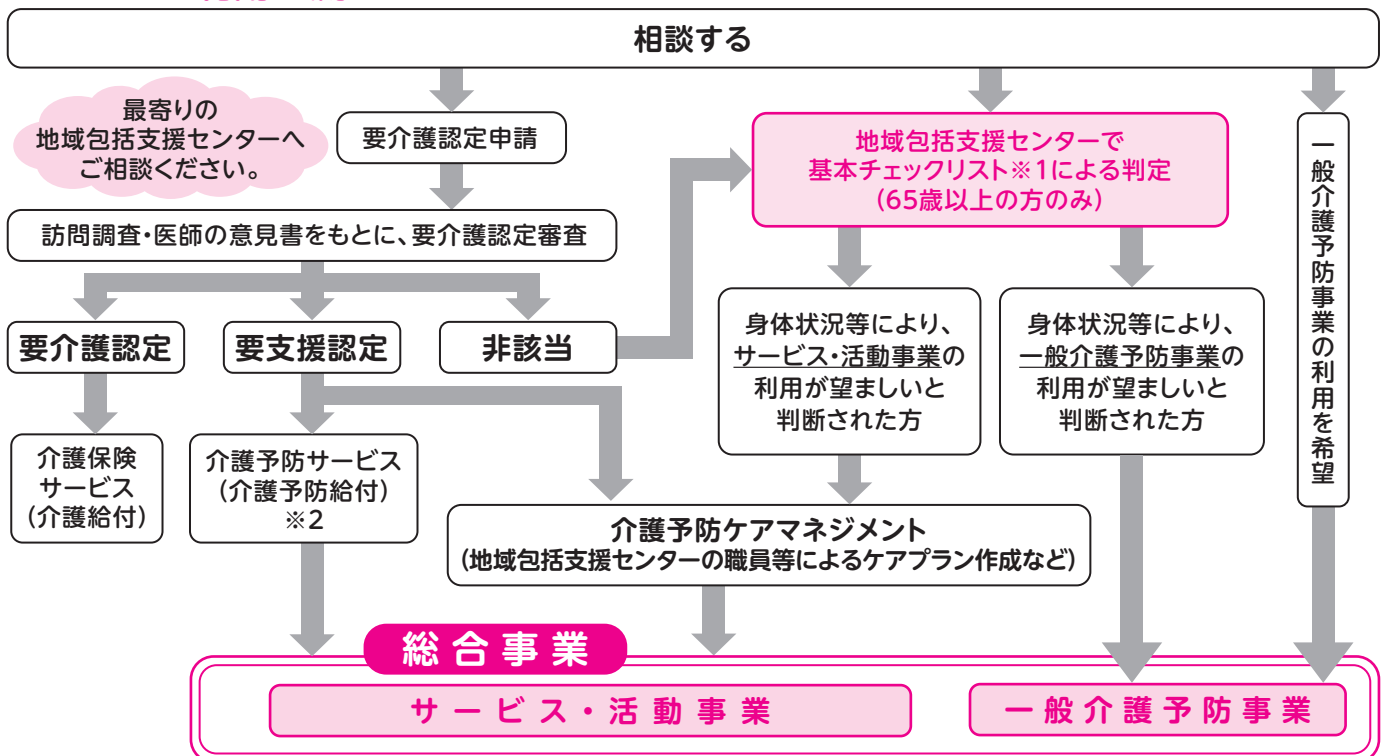 相談する
最寄りの
地域包括支援センターへ
ご相談ください。
要介護認定申請
地域包括支援センターで
基本チェックリスト※1による判定
(65歳以上の方のみ)
一般介護予防事業の利用を希望
訪問調査・医師の意見書をもとに、要介護認定審査
要介護認定
要支援認定
非該当
身体状況等により、
サービス・活動事業の
利用が望ましいと
判断された方
身体状況等により、
一般介護予防事業の
利用が望ましいと
判断された方
介護保険
サービス
(介護給付)
介護予防サービス
(介護予防給付)
※2
介護予防ケアマネジメント
(地域包括支援センターの職員等によるケアプラン作成など)
総合事業
サービス・活動事業
一般介護予防事業